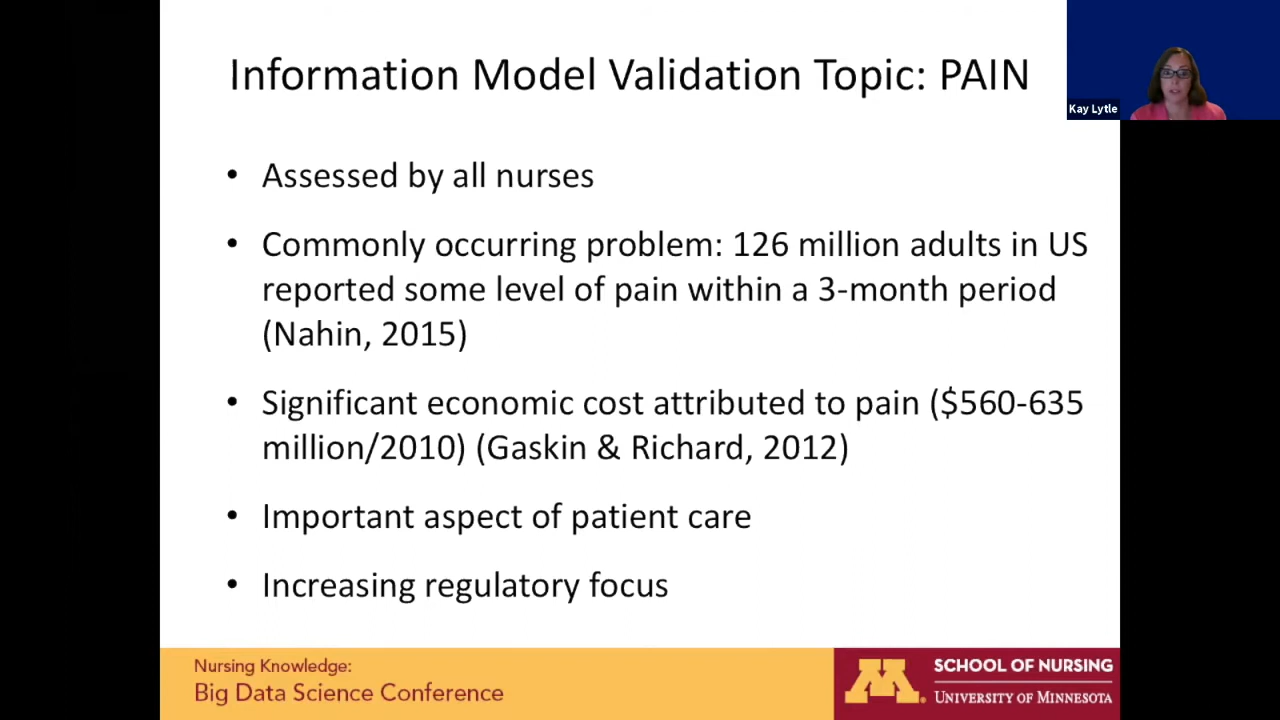 Information Model Validation Topic: PAIN
Kay Lytle
• Assessed by all nurses
• Commonly occurring problem: 126 million adults in US
reported some level of pain within a 3-month period
(Nahin, 2015)
• Significant economic cost attributed to pain ($560-635
million/2010) (Gaskin & Richard, 2012)
• Important aspect of patient care
• Increasing regulatory focus
Nursing Knowledge:
Big Data Science Conference
M
SCHOOL OF NURSING
UNIVERSITY OF MINNESOTA